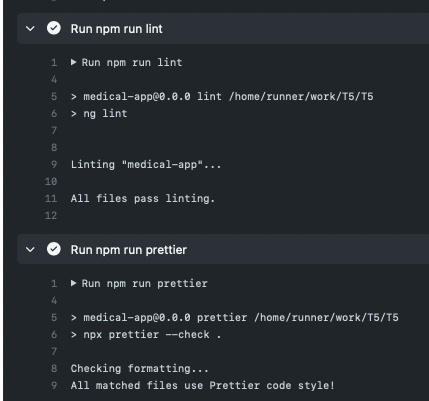 Run npm run lint
1 ▶ Run npm run lint
4
5 > medical-app@0.0.0 lint /home/runner/work/T5/T5
6 > ng lint
7
8
9 Linting "medical-app"...
10
11 All files pass linting.
12
Run npm run prettier
1 ▶ Run npm run prettier
4
5 > medical-app@0.0.0 prettier /home/runner/work/T5/T5
6 > npx prettier --check .
7
8 Checking formatting...
9 All matched files use Prettier code style!